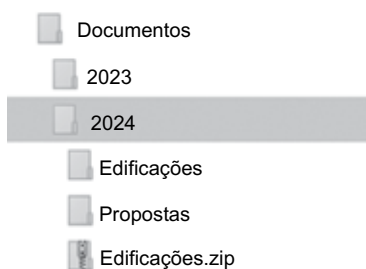 Documentos
2023
2024
Edificações
Propostas
Edificações.zip